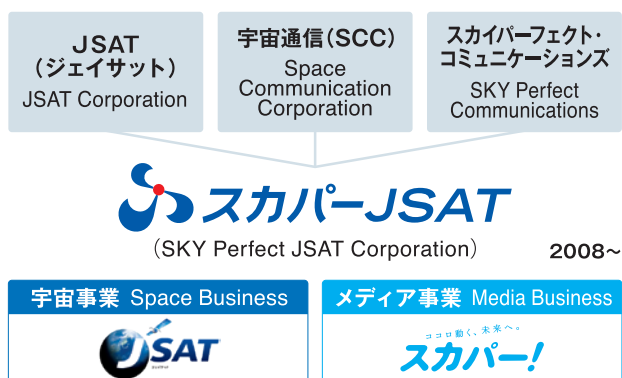 JSAT
（ジェイサット）
JSAT Corporation
宇宙通信（SCC）
Space
Communication
Corporation
スカイパーフェクト・
コミュニケーションズ
SKY Perfect
Communications
スカパーJSAT
（SKY Perfect JSAT Corporation）
2008〜
宇宙事業 Space Business
JSAT
メディア事業 Media Business
ココロ動く、未来へ。
スカパー！